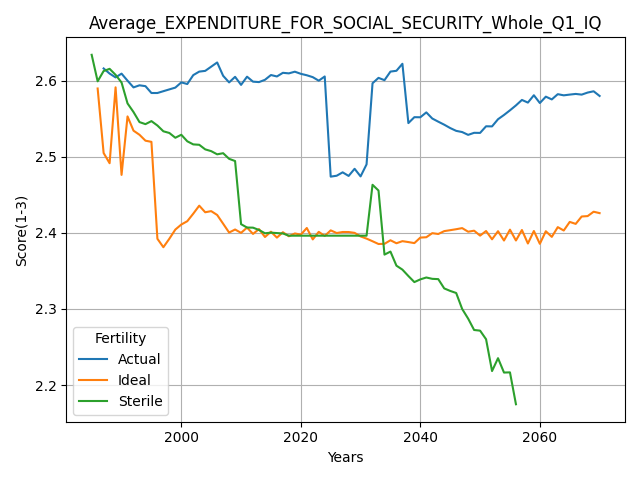 Average_EXPENDITURE_FOR_SOCIAL_SECURITY_Whole_Q1_IQ
2.6
2.5
2.4
2.3
2.2
Score(1-3)
Fertility
Actual
Ideal
Sterile
2000
2020
2040
2060
Years